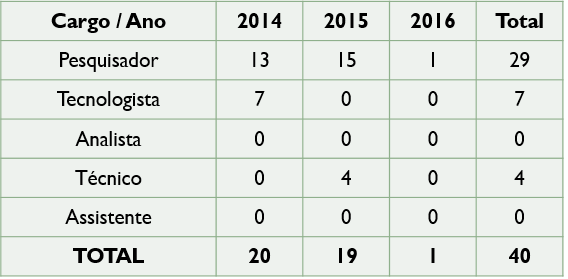 Cargo / Ano 2014 2015 2016 Total
Pesquisador 13 15 1 29
Tecnologista 7 0 0 7
Analista 0 0 0 0
Técnico 0 4 0 4
Assistente 0 0 0 0
TOTAL 20 19 1 40